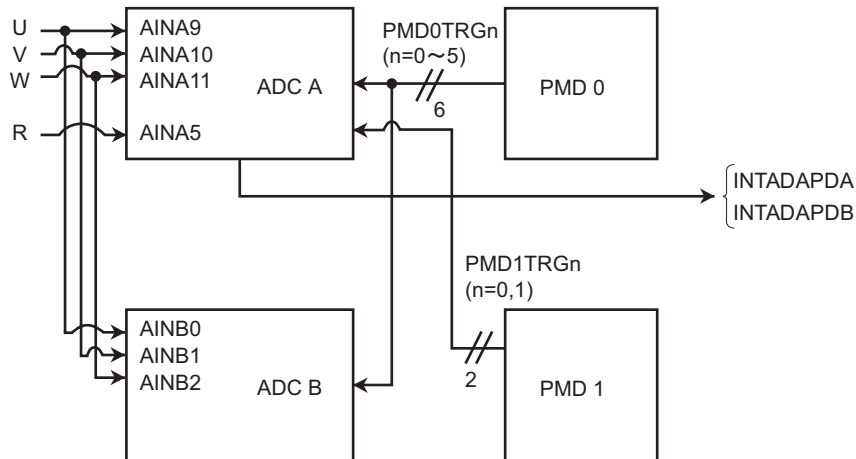 U
V
W
R
AINA9
AINA10
AINA11
AINA5
ADC A
PMD0TRGn
(n=0～5)
6
PMD 0
INTADAPDA
INTADAPDB
PMD1TRGn
(n=0,1)
2
PMD 1
AINB0
AINB1
AINB2
ADC B